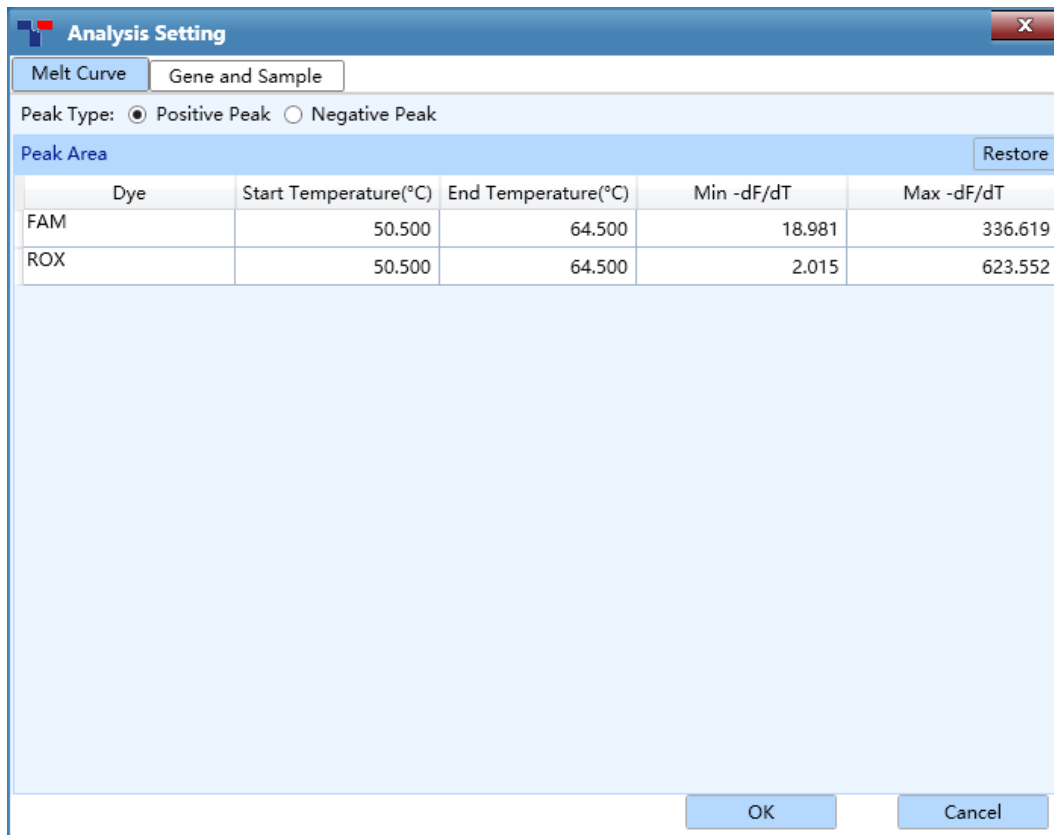 Analysis Setting
x
Melt Curve Gene and Sample
Peak Type: Positive Peak Negative Peak
Peak Area Restore
Dye Start Temperature(°C) End Temperature(°C) Min -dF/dT Max -dF/dT
FAM 50.500 64.500 18.981 336.619
ROX 50.500 64.500 2.015 623.552
OK Cancel